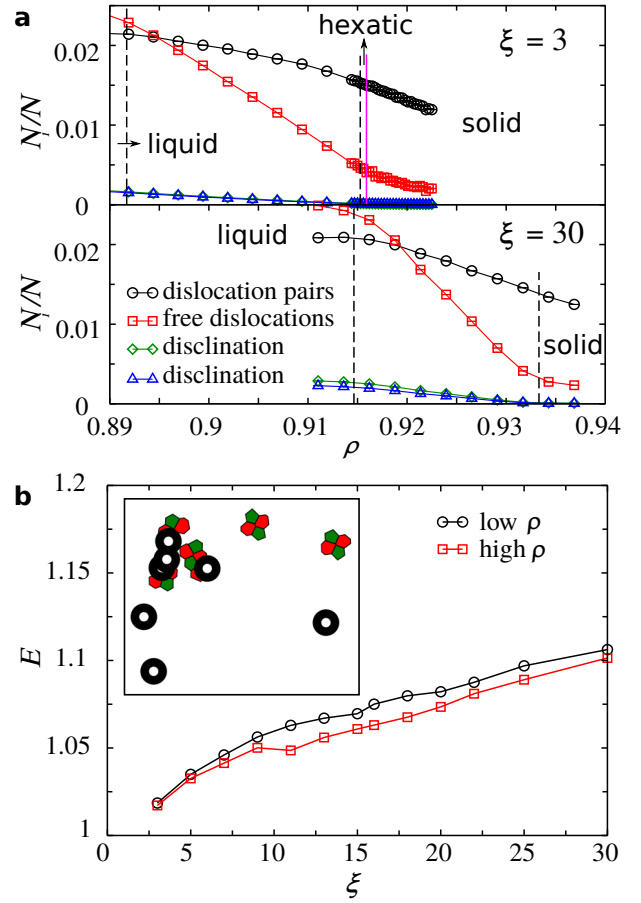 a
hexatic
ξ = 3
0.02
0.01
0
N_i/N
liquid
solid
ξ = 30
0.02
0.01
0
N_i/N
liquid
solid
dislocation pairs
free dislocations
disclination
disclination
0.89 0.9 0.91 0.92 0.93 0.94
ρ
b
1.2
1.15
1.1
1.05
1
E
low ρ
high ρ
0 5 10 15 20 25 30
ξ